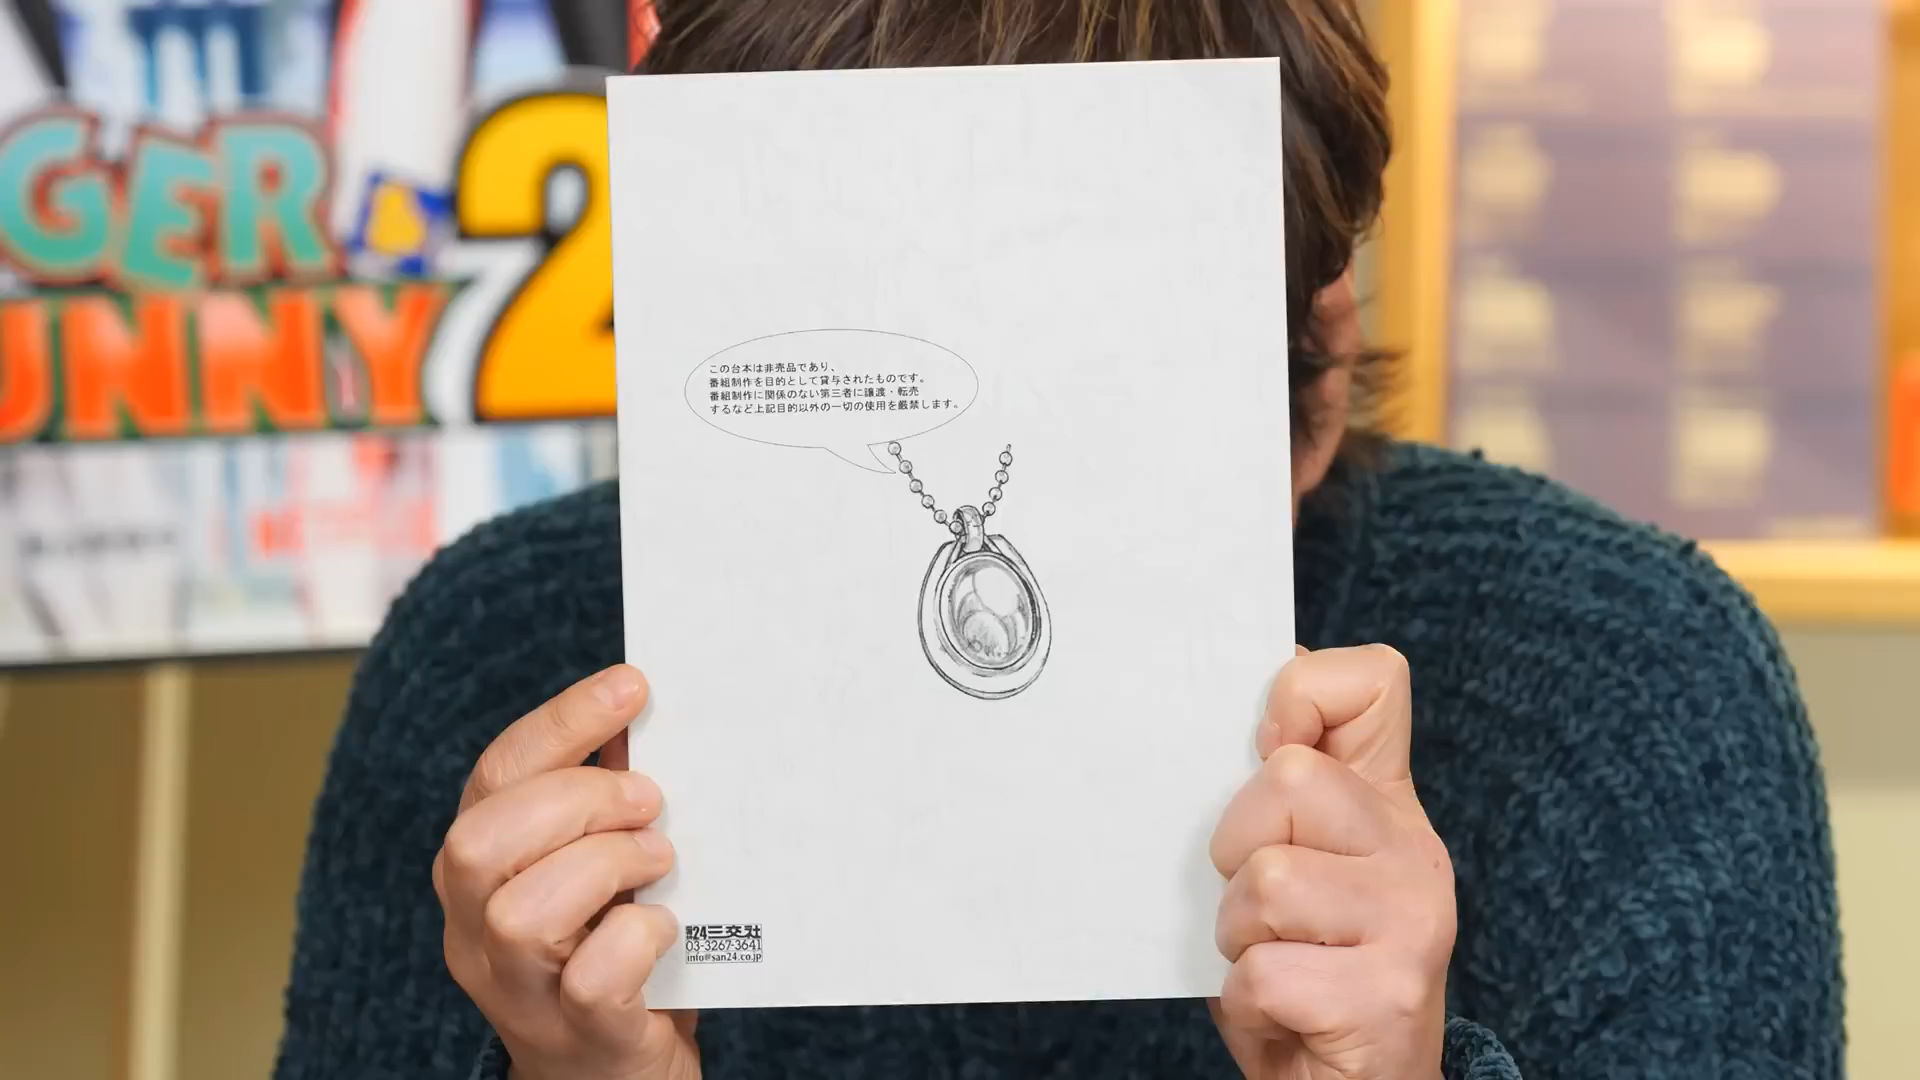 GER
&
2
UNNY
この台本は非売品であり、
番組制作を目的として貸与されたものです。
番組制作に関係のない第三者に譲渡・転売
するなど上記目的以外の一切の使用を厳禁します。
24三交社
03-3267-3641
info@san24.co.jp